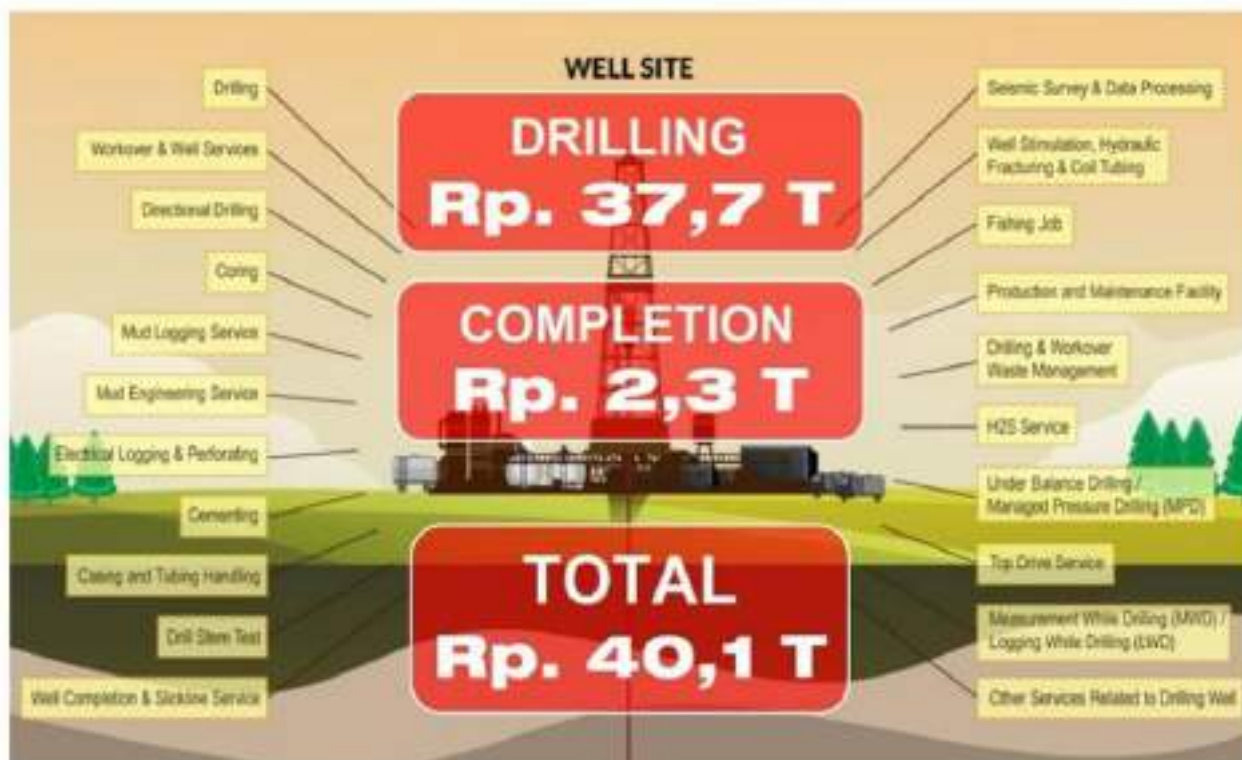 WELL SITE
DRILLING
Rp. 37,7 T
COMPLETION
Rp. 2,3 T
TOTAL
Rp. 40,1 T
Drilling
Workover & Well Services
Directional Drilling
Coring
Mud Logging Service
Mud Engineering Service
Electrical Logging & Perforating
Cementing
Casing and Tubing Handling
Drill Stem Test
Well Completion & Slickline Service
Seismic Survey & Data Processing
Well Stimulation, Hydraulic
Fracturing & Coil Tubing
Fishing Job
Production and Maintenance Facility
Drilling & Workover
Waste Management
H2S Service
Under Balance Drilling /
Managed Pressure Drilling (MPD)
Top Drive Service
Measurement While Drilling (MWD) /
Logging While Drilling (LWD)
Other Services Related to Drilling Well